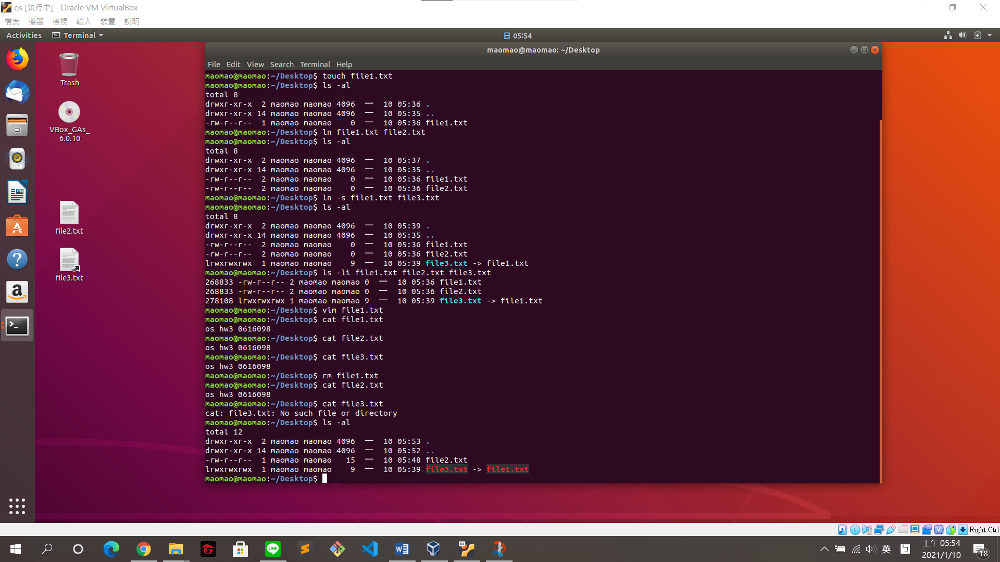 os [執行中] - Oracle VM VirtualBox
檔案 機器 檢視 輸入 裝置 說明
Activities Terminal 日 05:54
maomao@maomao: ~/Desktop
File Edit View Search Terminal Help
maomao@maomao:~/Desktop$ touch file1.txt
maomao@maomao:~/Desktop$ ls -al
total 8
drwxr-xr-x  2 maomao maomao 4096  一  10 05:36 .
drwxr-xr-x 14 maomao maomao 4096  一  10 05:35 ..
-rw-r--r--  1 maomao maomao    0  一  10 05:36 file1.txt
maomao@maomao:~/Desktop$ ln file1.txt file2.txt
maomao@maomao:~/Desktop$ ls -al
total 8
drwxr-xr-x  2 maomao maomao 4096  一  10 05:37 .
drwxr-xr-x 14 maomao maomao 4096  一  10 05:35 ..
-rw-r--r--  2 maomao maomao    0  一  10 05:36 file1.txt
-rw-r--r--  2 maomao maomao    0  一  10 05:36 file2.txt
maomao@maomao:~/Desktop$ ln -s file1.txt file3.txt
maomao@maomao:~/Desktop$ ls -al
total 8
drwxr-xr-x  2 maomao maomao 4096  一  10 05:39 .
drwxr-xr-x 14 maomao maomao 4096  一  10 05:35 ..
-rw-r--r--  2 maomao maomao    0  一  10 05:36 file1.txt
-rw-r--r--  2 maomao maomao    0  一  10 05:36 file2.txt
lrwxrwxrwx  1 maomao maomao    9  一  10 05:39 file3.txt -> file1.txt
maomao@maomao:~/Desktop$ ls -li file1.txt file2.txt file3.txt
268833 -rw-r--r-- 2 maomao maomao 0  一  10 05:36 file1.txt
268833 -rw-r--r-- 2 maomao maomao 0  一  10 05:36 file2.txt
278108 lrwxrwxrwx 1 maomao maomao 9  一  10 05:39 file3.txt -> file1.txt
maomao@maomao:~/Desktop$ vim file1.txt
maomao@maomao:~/Desktop$ cat file1.txt
os hw3 0616098
maomao@maomao:~/Desktop$ cat file2.txt
os hw3 0616098
maomao@maomao:~/Desktop$ cat file3.txt
os hw3 0616098
maomao@maomao:~/Desktop$ rm file1.txt
maomao@maomao:~/Desktop$ cat file2.txt
os hw3 0616098
maomao@maomao:~/Desktop$ cat file3.txt
cat: file3.txt: No such file or directory
maomao@maomao:~/Desktop$ ls -al
total 12
drwxr-xr-x  2 maomao maomao 4096  一  10 05:53 .
drwxr-xr-x 14 maomao maomao 4096  一  10 05:52 ..
-rw-r--r--  1 maomao maomao   15  一  10 05:48 file2.txt
lrwxrwxrwx  1 maomao maomao    9  一  10 05:39 file3.txt -> file1.txt
maomao@maomao:~/Desktop$
Trash
VBox_GAs_
6.0.10
file2.txt
file3.txt
Right Ctrl
LINE
64
英
上午 05:54
2021/1/10
18